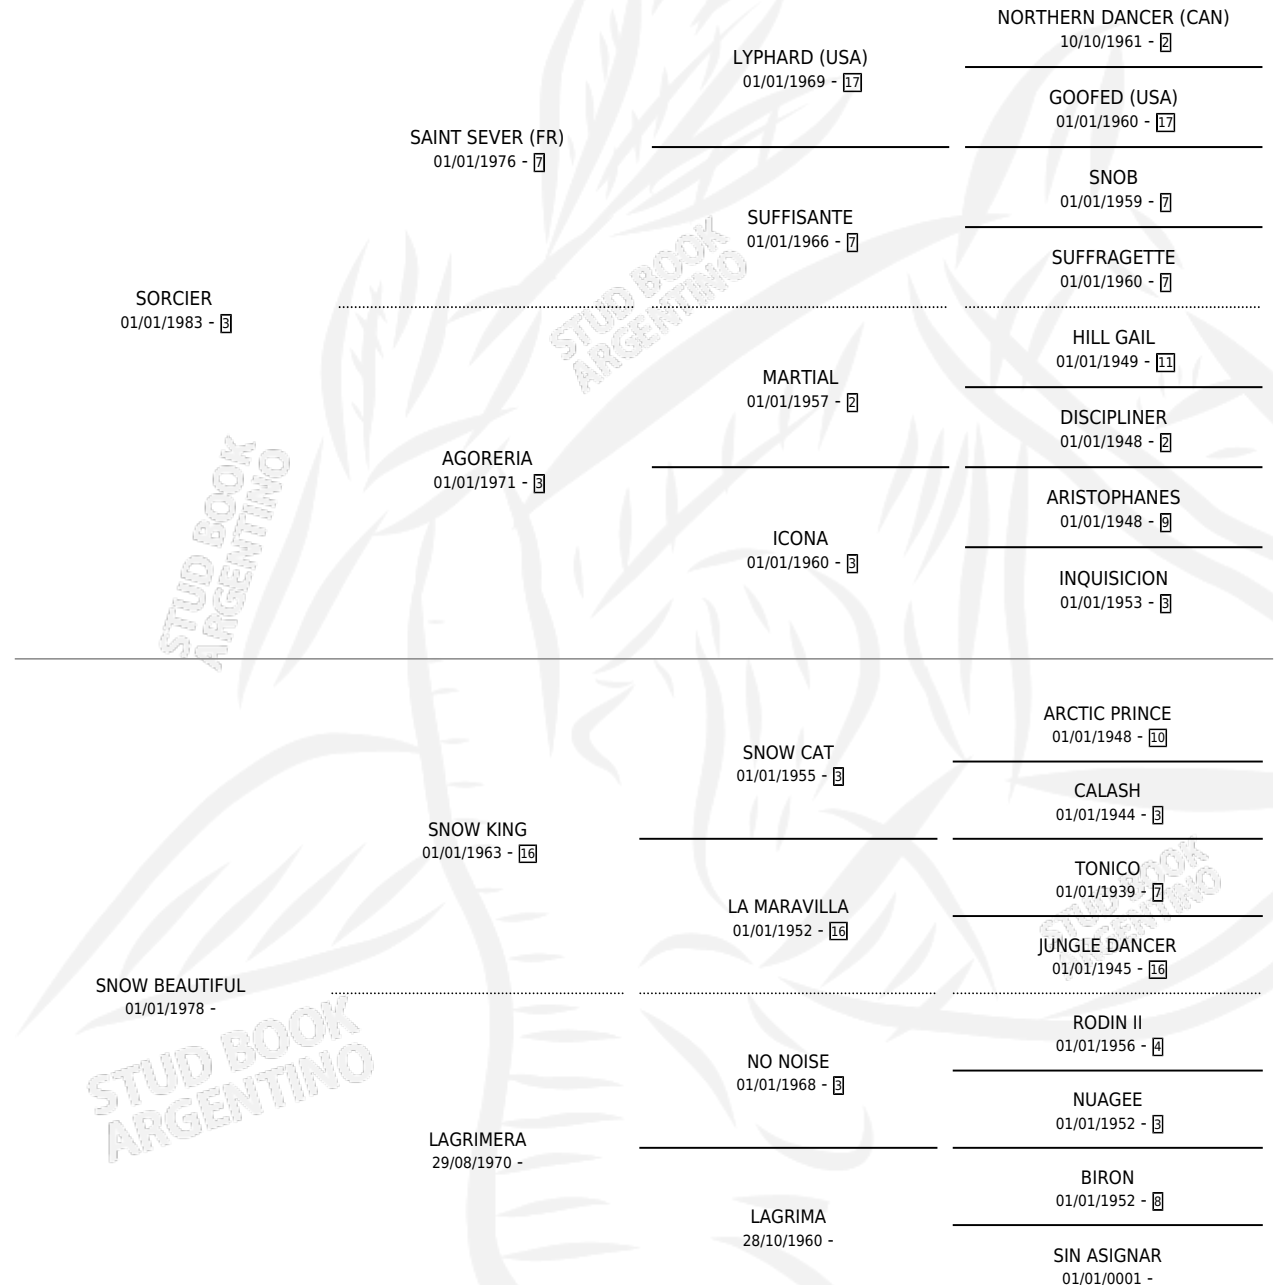 NORTHERN DANCER (CAN)
10/10/1961 - 2
LYPHARD (USA)
01/01/1969 - 17
GOOFED (USA)
01/01/1960 - 17
SAINT SEVER (FR)
01/01/1976 - 7
SNOB
01/01/1959 - 7
SUFFISANTE
01/01/1966 - 7
SUFFRAGETTE
01/01/1960 - 7
SORCIER
01/01/1983 - 3
HILL GAIL
01/01/1949 - 11
MARTIAL
01/01/1957 - 2
DISCIPLINER
01/01/1948 - 2
AGORERIA
01/01/1971 - 3
ARISTOPHANES
01/01/1948 - 9
ICONA
01/01/1960 - 3
INQUISICION
01/01/1953 - 3
ARCTIC PRINCE
01/01/1948 - 10
SNOW CAT
01/01/1955 - 3
CALASH
01/01/1944 - 3
SNOW KING
01/01/1963 - 16
TONICO
01/01/1939 - 7
LA MARAVILLA
01/01/1952 - 16
JUNGLE DANCER
01/01/1945 - 16
SNOW BEAUTIFUL
01/01/1978 -
RODIN II
01/01/1956 - 4
NO NOISE
01/01/1968 - 3
NUAGEE
01/01/1952 - 3
LAGRIMERA
29/08/1970 -
BIRON
01/01/1952 - 8
LAGRIMA
28/10/1960 -
SIN ASIGNAR
01/01/0001 -
STUD BOOK
ARGENTINO
STUD BOOK
ARGENTINO
STUD BOOK
ARGENTINO
STUD BOOK
ARGENTINO